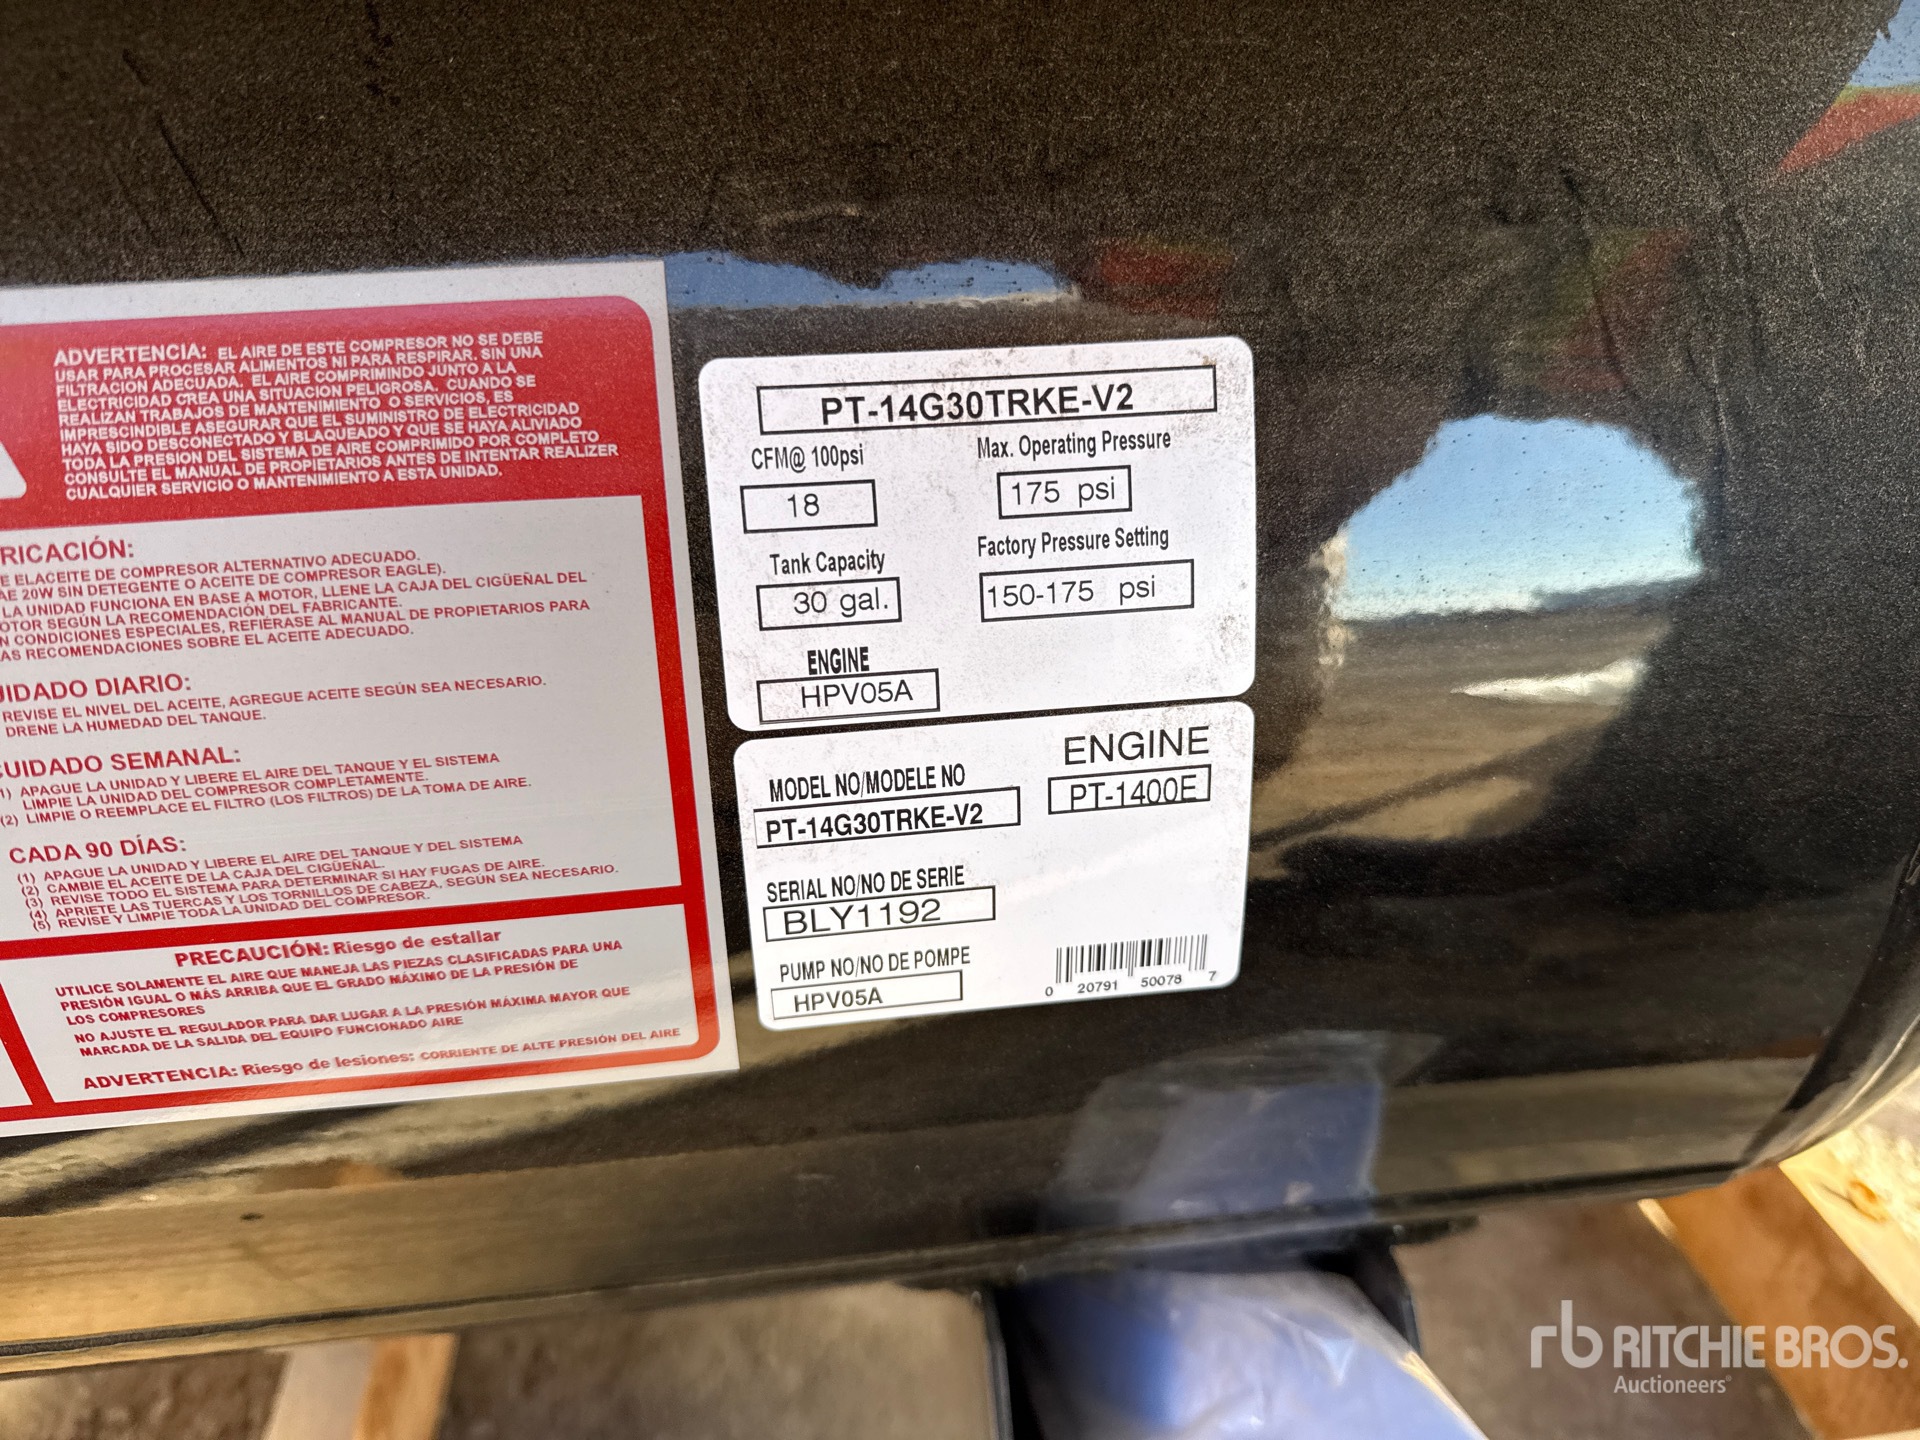 ADVERTENCIA: EL AIRE DE ESTE COMPRESOR NO SE DEBE
USAR PARA PROCESAR ALIMENTOS NI PARA RESPIRAR. SIN UNA
FILTRACION ADECUADA. EL AIRE COMPRIMINDO JUNTO A LA
ELECTRICIDAD CREA UNA SITUACIÓN PELIGROSA. CUANDO SE
REALIZAN TRABAJOS DE MANTENIMIENTO O SERVICIOS, ES
IMPRESCINDIBLE ASEGURAR QUE EL SUMINISTRO DE ELECTRICIDAD
HAYA SIDO DESCONECTADO Y BLAQUEADO Y QUE SE HAYA ALIVIADO
TODA LA PRESION DEL SISTEMA DE AIRE COMPRIMIDO POR COMPLETO
CONSULTE EL MANUAL DE PROPIETARIOS ANTES DE INTENTAR REALIZER
CUALQUIER SERVICIO O MANTENIMIENTO A ESTA UNIDAD.
RICACIÓN:
E ELACEITE DE COMPRESOR ALTERNATIVO ADECUADO.
AE 20W SIN DETEGENTE O ACEITE DE COMPRESOR EAGLE).
LA UNIDAD FUNCIONA EN BASE A MOTOR, LLENE LA CAJA DEL CIGÜEÑAL DEL
OTOR SEGÚN LA RECOMENDACIÓN DEL FABRICANTE.
N CONDICIONES ESPECIALES, REFIÉRASE AL MANUAL DE PROPIETARIOS PARA
AS RECOMENDACIONES SOBRE EL ACEITE ADECUADO.
IDADO DIARIO:
REVISE EL NIVEL DEL ACEITE, AGREGUE ACEITE SEGÚN SEA NECESARIO.
DRENE LA HUMEDAD DEL TANQUE.
UIDADO SEMANAL:
1) APAGUE LA UNIDAD Y LIBERE EL AIRE DEL TANQUE Y EL SISTEMA
LIMPIE LA UNIDAD DEL COMPRESOR COMPLETAMENTE.
(2) LIMPIE O REEMPLACE EL FILTRO (LOS FILTROS) DE LA TOMA DE AIRE.
CADA 90 DÍAS:
(1) APAGUE LA UNIDAD Y LIBERE EL AIRE DEL TANQUE Y DEL SISTEMA
(2) CAMBIE EL ACEITE DE LA CAJA DEL CIGÜEÑAL.
(3) REVISE TODO EL SISTEMA PARA DETERMINAR SI HAY FUGAS DE AIRE.
(4) APRIETE LAS TUERCAS Y LOS TORNILLOS DE CABEZA, SEGÚN SEA NECESARIO.
(5) REVISE Y LIMPIE TODA LA UNIDAD DEL COMPRESOR.
PRECAUCIÓN: Riesgo de estallar
UTILICE SOLAMENTE EL AIRE QUE MANEJA LAS PIEZAS CLASIFICADAS PARA UNA
PRESIÓN IGUAL O MÁS ARRIBA QUE EL GRADO MÁXIMO DE LA PRESIÓN DE
LOS COMPRESORES
NO AJUSTE EL REGULADOR PARA DAR LUGAR A LA PRESIÓN MÁXIMA MAYOR QUE
MARCADA DE LA SALIDA DEL EQUIPO FUNCIONADO AIRE
ADVERTENCIA: Riesgo de lesiones: CORRIENTE DE ALTE PRESIÓN DEL AIRE
PT-14G30TRKE-V2
CFM@ 100psi
18
Max. Operating Pressure
175 psi
Tank Capacity
30 gal.
Factory Pressure Setting
150-175 psi
ENGINE
HPV05A
MODEL NO/MODELE NO
PT-14G30TRKE-V2
ENGINE
PT-1400E
SERIAL NO/NO DE SERIE
BLY1192
PUMP NO/NO DE POMPE
HPV05A
0 20791 50078 7
rb RITCHIE BROS.
Auctioneers